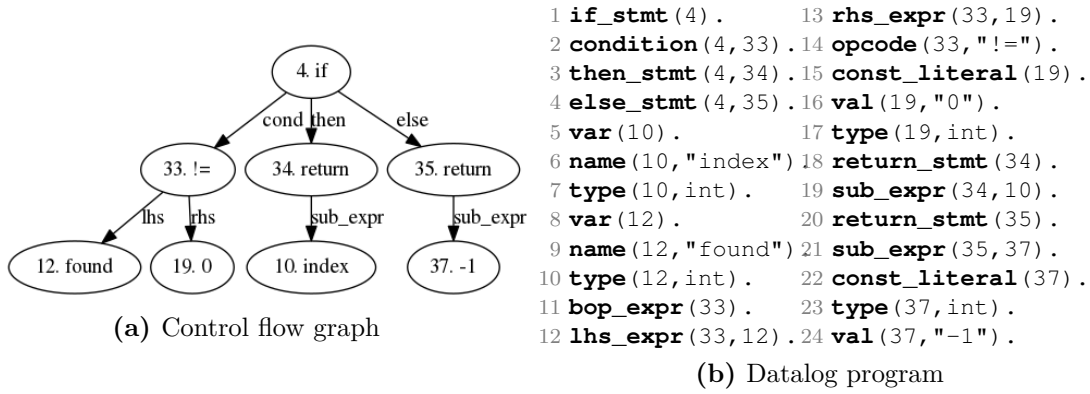 4. if
cond
then
else
33. !=
34. return
35. return
lhs
rhs
sub_expr
sub_expr
12. found
19. 0
10. index
37. -1
(a) Control flow graph
1 if_stmt(4).
2 condition(4,33).
3 then_stmt(4,34).
4 else_stmt(4,35).
5 var(10).
6 name(10,"index").
7 type(10,int).
8 var(12).
9 name(12,"found").
10 type(12,int).
11 bop_expr(33).
12 lhs_expr(33,12).
13 rhs_expr(33,19).
14 opcode(33,"!=").
15 const_literal(19).
16 val(19,"0").
17 type(19,int).
18 return_stmt(34).
19 sub_expr(34,10).
20 return_stmt(35).
21 sub_expr(35,37).
22 const_literal(37).
23 type(37,int).
24 val(37,"-1").
(b) Datalog program